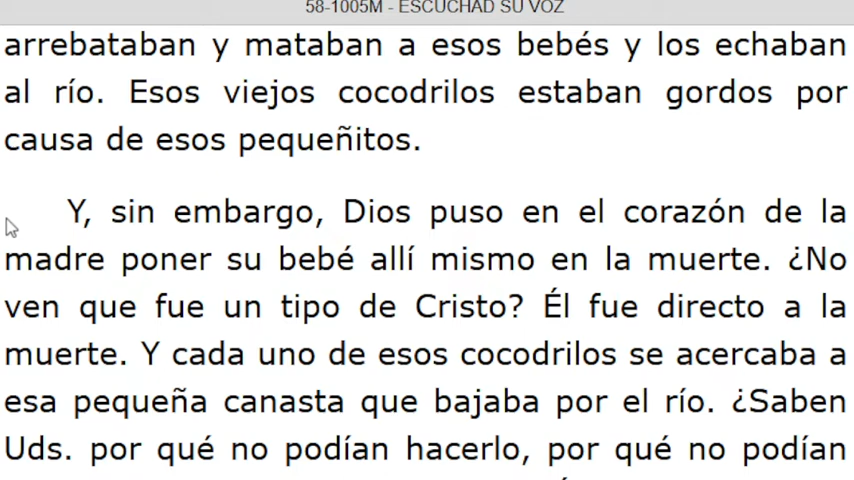 58-1005M - ESCUCHAD SU VOZ
arrebataban y mataban a esos bebés y los echaban
al río. Esos viejos cocodrilos estaban gordos por
causa de esos pequeñitos.
Y, sin embargo, Dios puso en el corazón de la
madre poner su bebé allí mismo en la muerte. ¿No
ven que fue un tipo de Cristo? Él fue directo a la
muerte. Y cada uno de esos cocodrilos se acercaba a
esa pequeña canasta que bajaba por el río. ¿Saben
Uds. por qué no podían hacerlo, por qué no podían